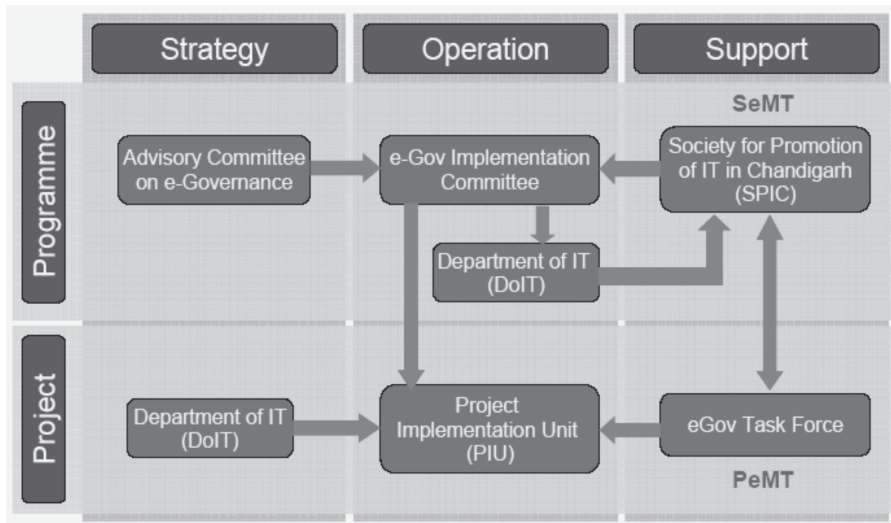 Strategy
Operation
Support
Programme
SeMT
Advisory Committee
on e-Governance
e-Gov Implementation
Committee
Society for Promotion
of IT in Chandigarh
(SPIC)
Department of IT
(DoIT)
Project
Department of IT
(DoIT)
Project
Implementation Unit
(PIU)
eGov Task Force
PeMT